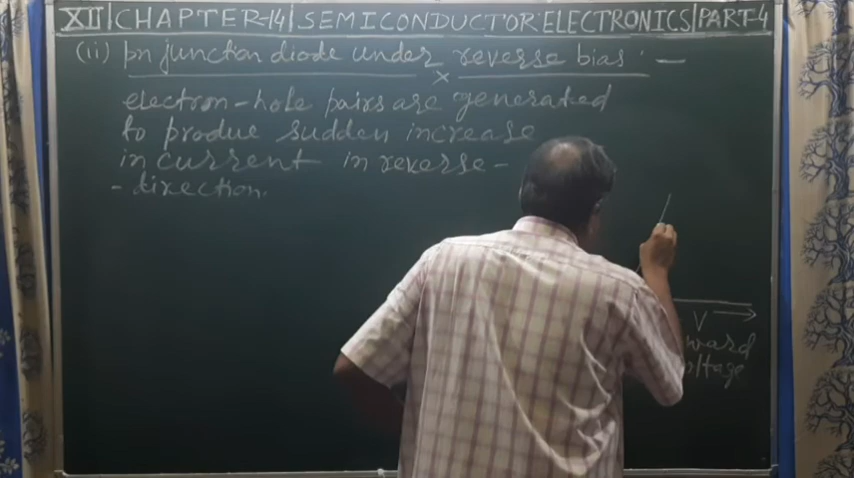 XII|CHAPTER-14|SEMICONDUCTOR ELECTRONICS|PART-4
(ii) pn junction diode under reverse bias -
x
electron-hole pairs are generated
to produe sudden increase
in current in reverse-
- direction.
V →
ward
ltage